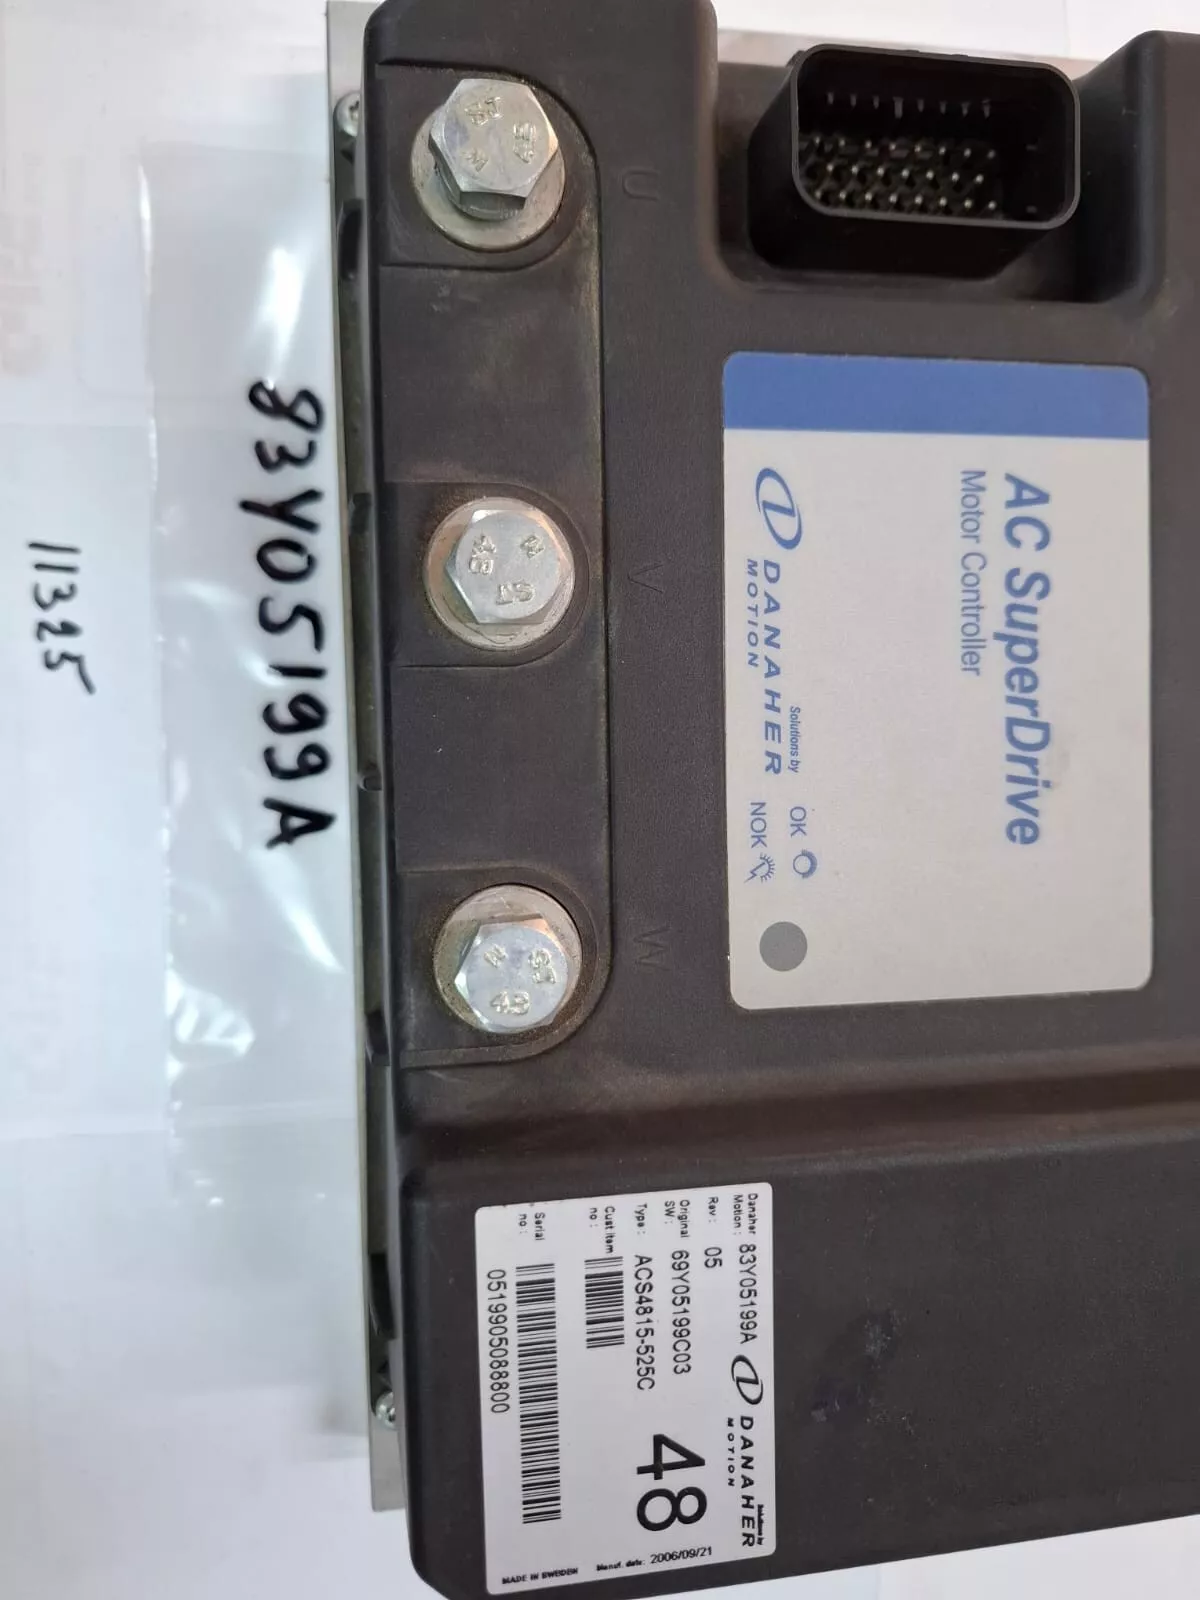 83Y05199A
11325
U
V
W
AC SuperDrive
Motor Controller
Solutions by
DANAHER
MOTION
OK
NOK
Danaher
Motion: 83Y05199A
Rev: 05
Original
SW: 69Y05199C03
Type: ACS4815-525C
Cust item
no:
Serial
no:
0519905088800
Solutions by
DANAHER
MOTION
48
Manuf. date: 2006/09/21
MADE IN SWEDEN